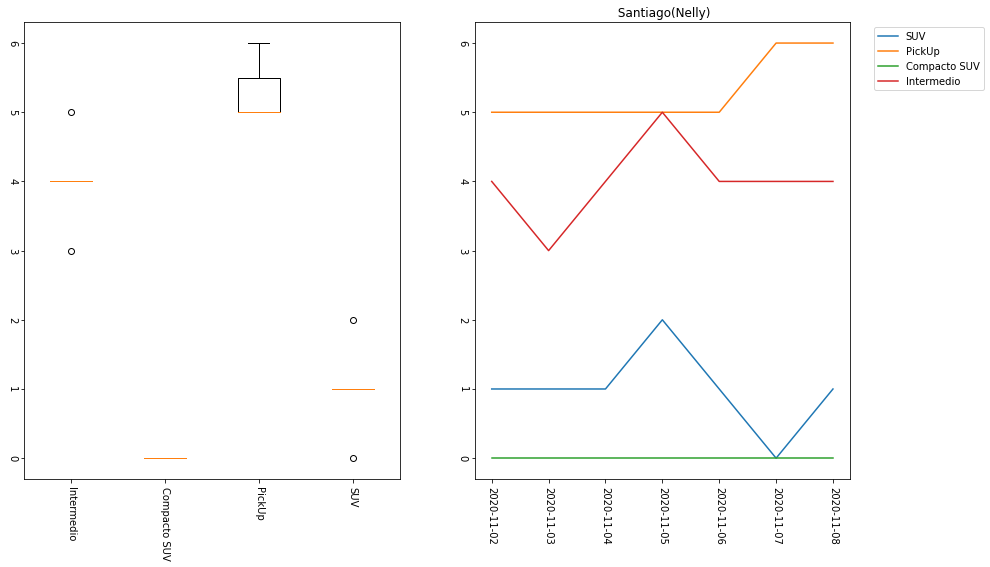 6
5
4
3
2
1
0
Intermedio
Compacto SUV
PickUp
SUV
Santiago(Nelly)
6
5
4
3
2
1
0
2020-11-02
2020-11-03
2020-11-04
2020-11-05
2020-11-06
2020-11-07
2020-11-08
SUV
PickUp
Compacto SUV
Intermedio